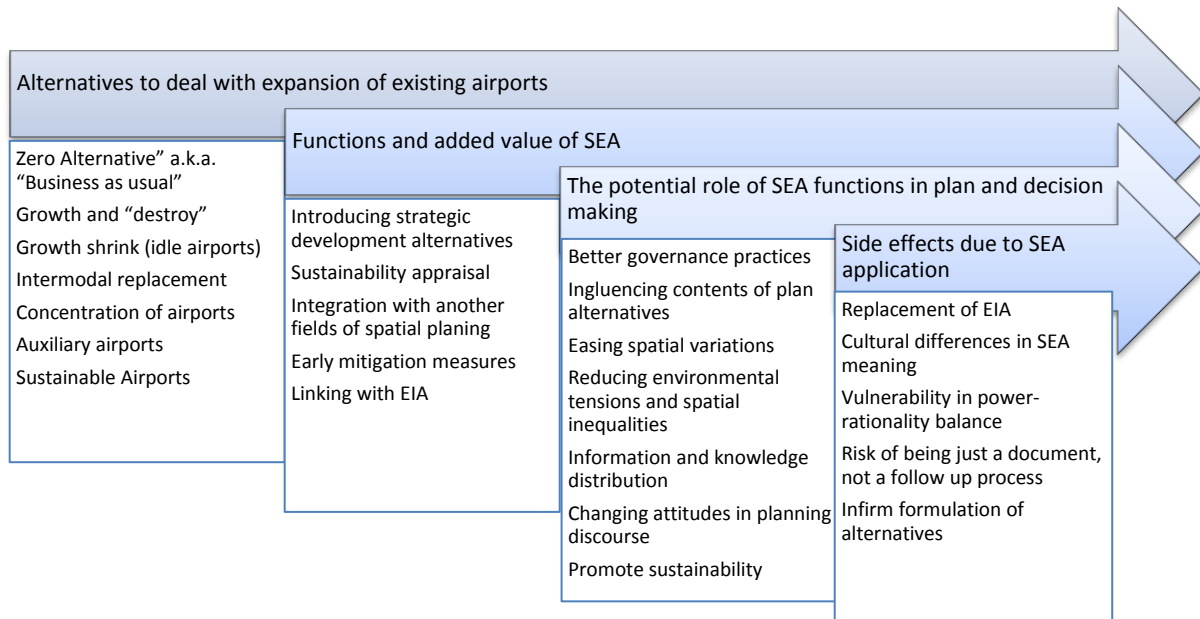 Alternatives to deal with expansion of existing airports
Zero Alternative” a.k.a.
“Business as usual”
Growth and “destroy”
Growth shrink (idle airports)
Intermodal replacement
Concentration of airports
Auxiliary airports
Sustainable Airports
Functions and added value of SEA
Introducing strategic
development alternatives
Sustainability appraisal
Integration with another
fields of spatial planing
Early mitigation measures
Linking with EIA
The potential role of SEA functions in plan and decision
making
Better governance practices
Ingluencing contents of plan
alternatives
Easing spatial variations
Reducing environmental
tensions and spatial
inequalities
Information and knowledge
distribution
Changing attitudes in planning
discourse
Promote sustainability
Side effects due to SEA
application
Replacement of EIA
Cultural differences in SEA
meaning
Vulnerability in power-
rationality balance
Risk of being just a document,
not a follow up process
Infirm formulation of
alternatives